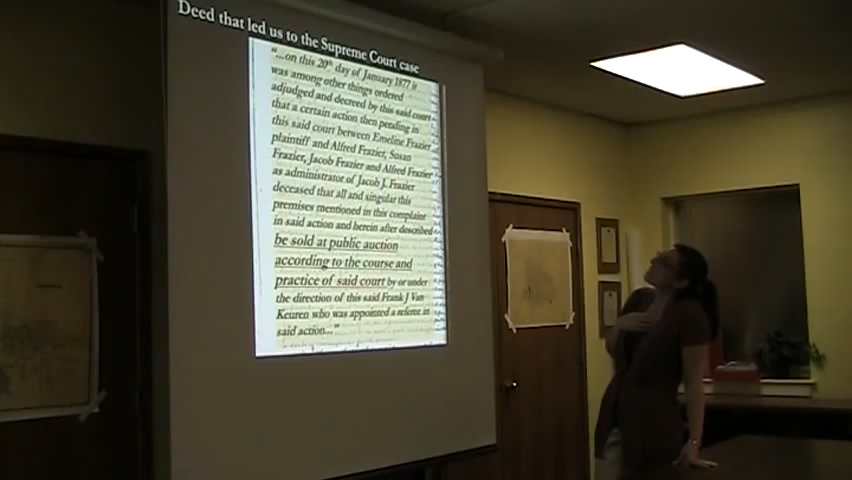 Deed that led us to the Supreme Court case
"...on this 20th day of January 1877 it
was among other things ordered
adjudged and decreed by this said court
that a certain action then pending in
this said court between Emeline Frazier
plaintiff and Alfred Frazier, Susan
Frazier, Jacob Frazier and Alfred Frazier
as administrator of Jacob J. Frazier
deceased that all and singular this
premises mentioned in this complaint
in said action and herein after described
be sold at public auction
according to the course and
practice of said court by or under
the direction of this said Frank J Van
Keuren who was appointed a referee in
said action..."